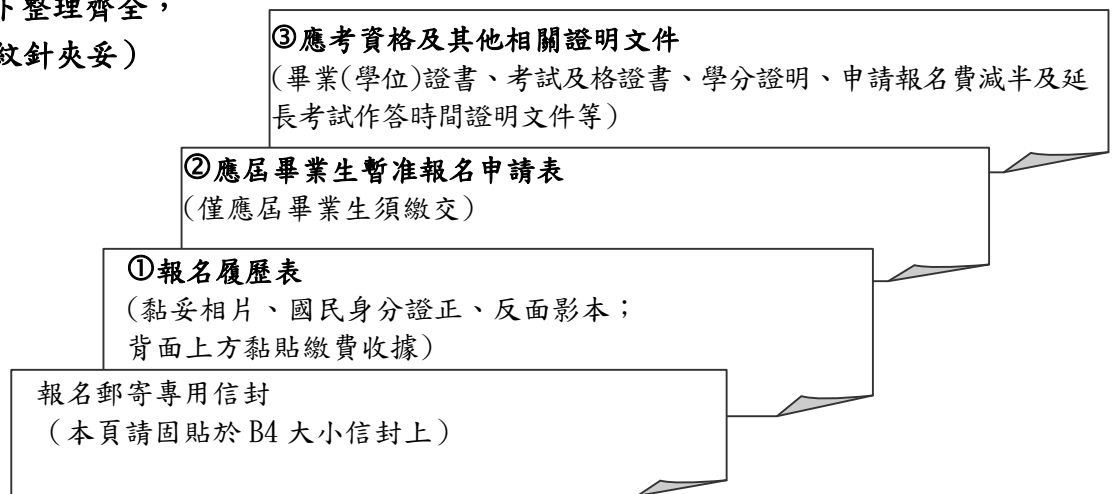 下整理齊全，
紋針夾妥）
③應考資格及其他相關證明文件
(畢業(學位)證書、考試及格證書、學分證明、申請報名費減半及延
長考試作答時間證明文件等）
②應屆畢業生暫准報名申請表
(僅應屆畢業生須繳交）
①報名履歷表
(黏妥相片、國民身分證正、反面影本；
背面上方黏貼繳費收據）
報名郵寄專用信封
（本頁請固貼於 B4 大小信封上）